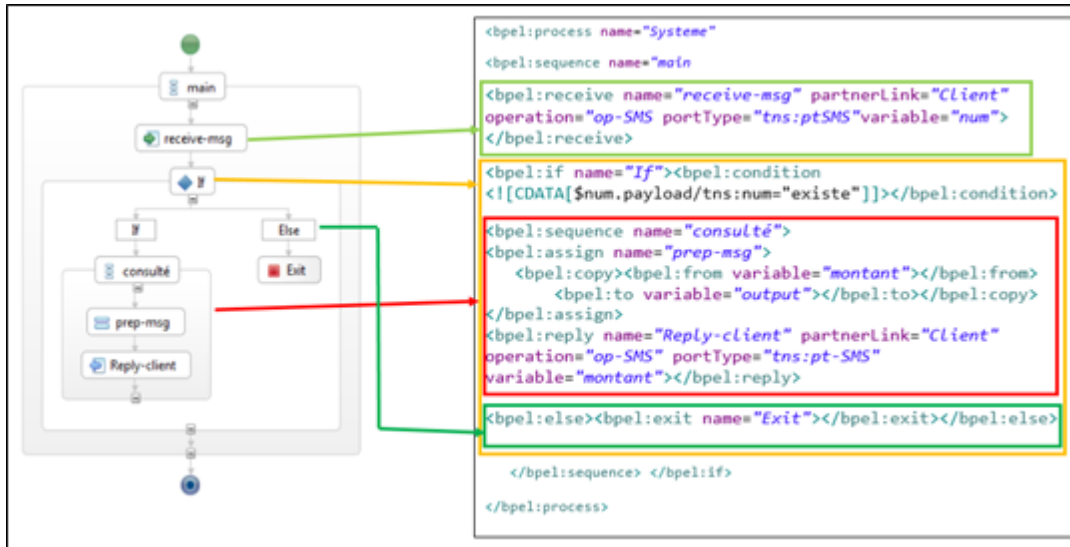 main
receive-msg
If
If
Else
consulté
Exit
prep-msg
Reply-client
<bpel:process name="Systeme"
<bpel:sequence name="main
<bpel:receive name="receive-msg" partnerLink="Client"
operation="op-SMS portType="tns:ptSMS"variable="num">
</bpel:receive>
<bpel:if name="If"><bpel:condition
<![CDATA[$num.payload/tns:num="existe"]]></bpel:condition>
<bpel:sequence name="consulté">
<bpel:assign name="prep-msg">
<bpel:copy><bpel:from variable="montant"></bpel:from>
<bpel:to variable="output"></bpel:to></bpel:copy>
</bpel:assign>
<bpel:reply name="Reply-client" partnerLink="Client"
operation="op-SMS" portType="tns:pt-SMS"
variable="montant"></bpel:reply>
<bpel:else><bpel:exit name="Exit"></bpel:exit></bpel:else>
</bpel:sequence> </bpel:if>
</bpel:process>